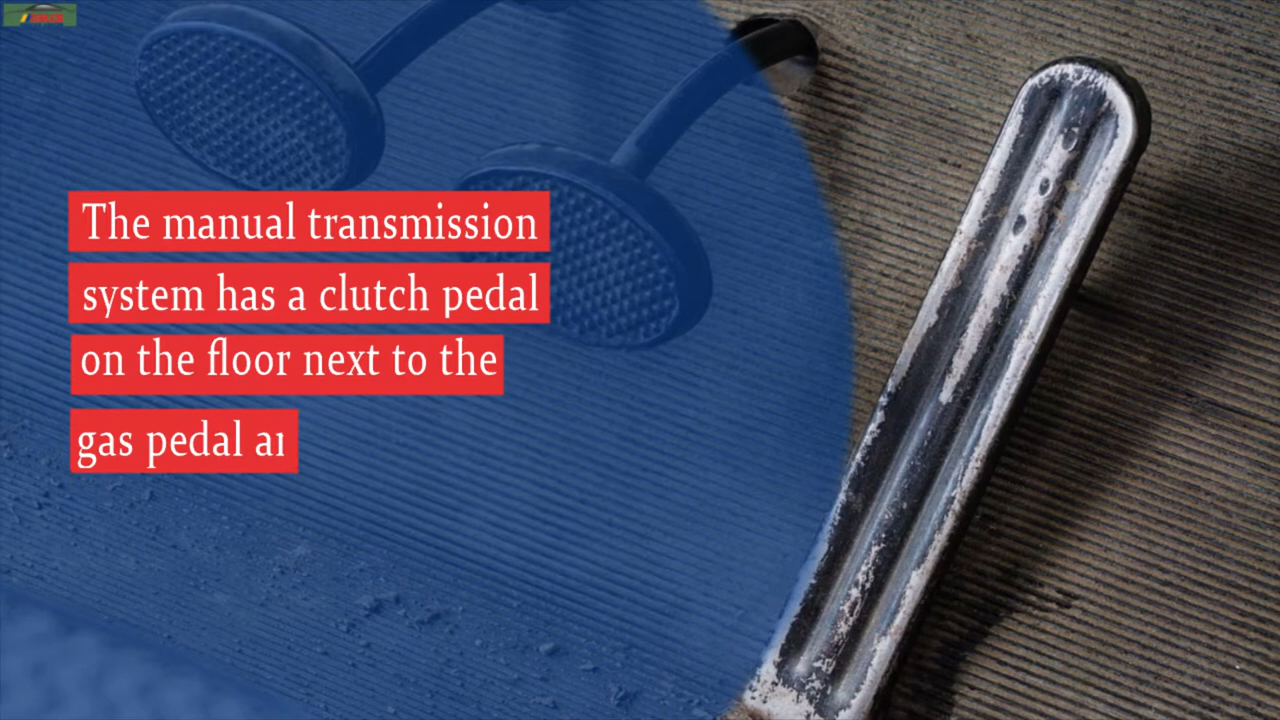 The manual transmission
system has a clutch pedal
on the floor next to the
gas pedal